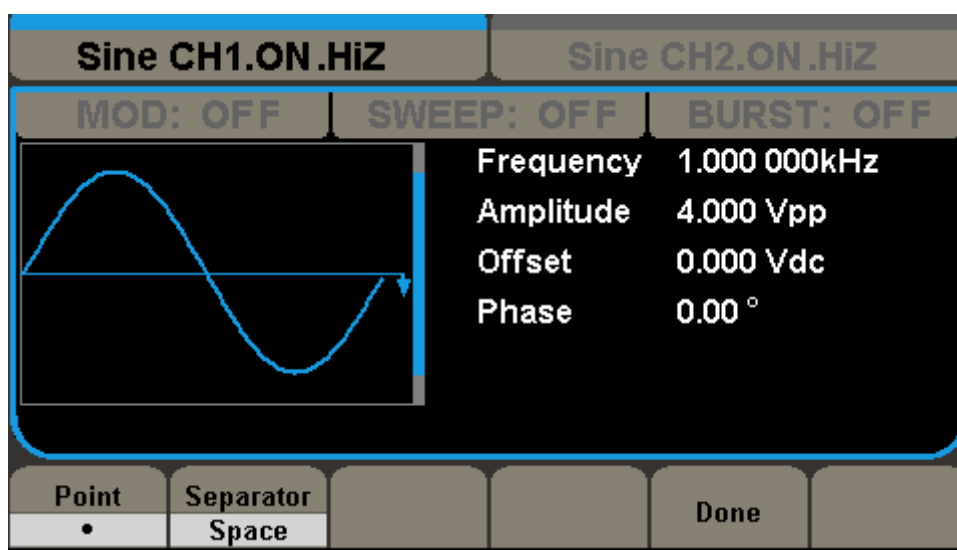 Sine CH1.ON.HiZ
Sine CH2.ON.HiZ
MOD: OFF
SWEEP: OFF
BURST: OFF
Frequency 1.000 000kHz
Amplitude 4.000 Vpp
Offset 0.000 Vdc
Phase 0.00 °
Point
•
Separator
Space
Done